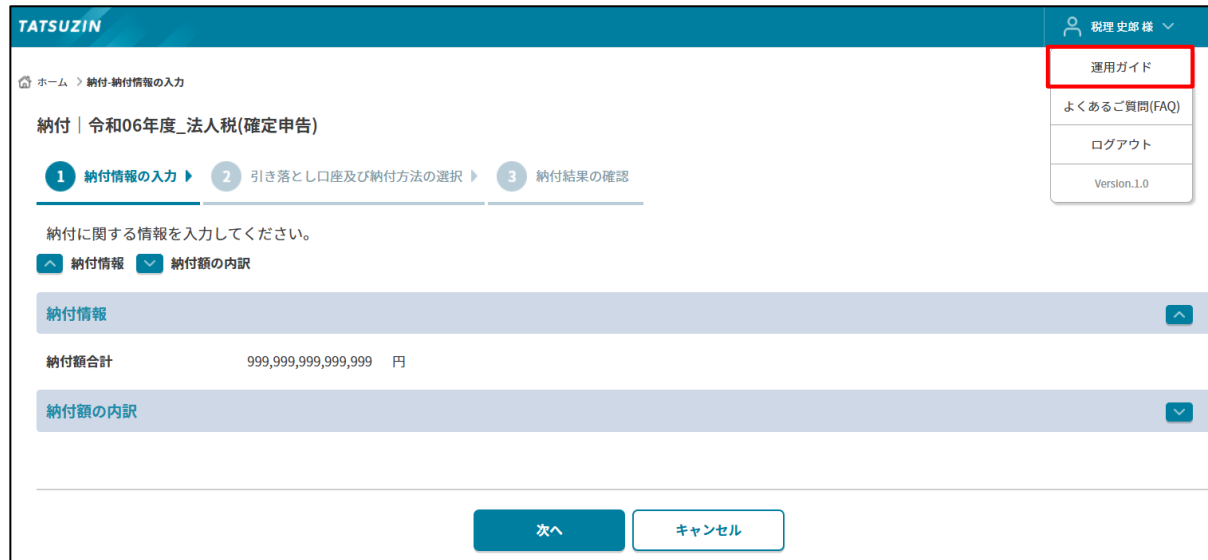 TATSUZIN
税理 史郎 様
運用ガイド
よくあるご質問(FAQ)
ログアウト
Version.1.0
ホーム > 納付-納付情報の入力
納付｜令和06年度_法人税(確定申告)
1 納付情報の入力
2 引き落とし口座及び納付方法の選択
3 納付結果の確認
納付に関する情報を入力してください。
納付情報 納付額の内訳
納付情報
納付額合計 999,999,999,999,999 円
納付額の内訳
次へ キャンセル